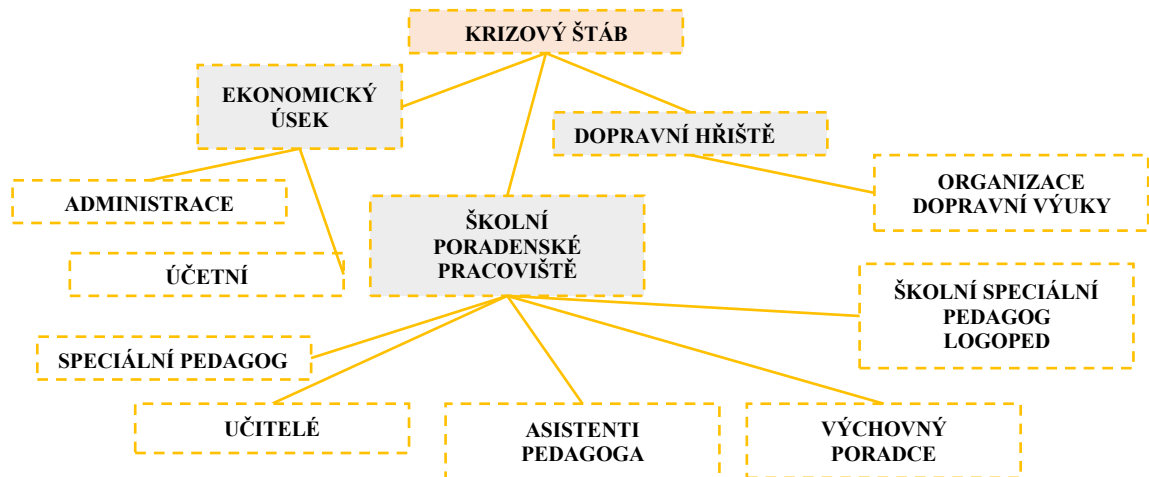 KRIZOVÝ ŠTÁB
EKONOMICKÝ
ÚSEK
DOPRAVNÍ HŘIŠTĚ
ADMINISTRACE
ORGANIZACE
DOPRAVNÍ VÝUKY
ŠKOLNÍ
PORADENSKÉ
PRACOVIŠTĚ
ÚČETNÍ
ŠKOLNÍ SPECIÁLNÍ
PEDAGOG
LOGOPED
SPECIÁLNÍ PEDAGOG
UČITELÉ
ASISTENTI
PEDAGOGA
VÝCHOVNÝ
PORADCE